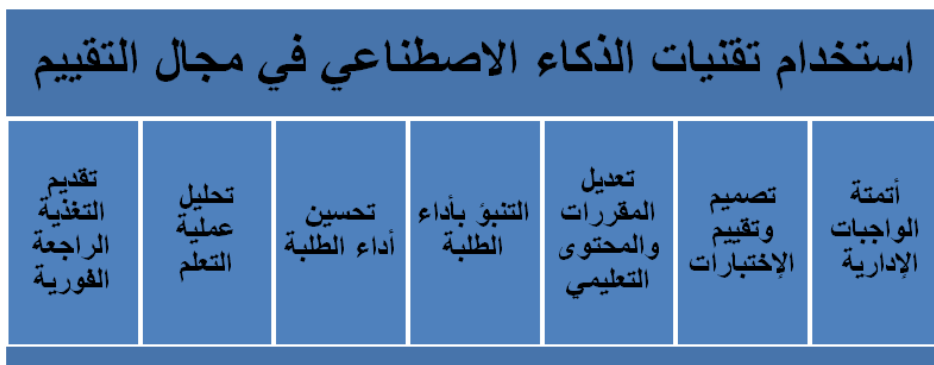 استخدام تقنيات الذكاء الاصطناعي في مجال التقييم
أتمتة
الواجبات
الإدارية
تصميم
وتقييم
الإختبارات
تعديل
المقررات
والمحتوى
التعليمي
التنبؤ بأداء
الطلبة
تحسين
أداء الطلبة
تحليل
عملية
التعلم
تقديم
التغذية
الراجعة
الفورية